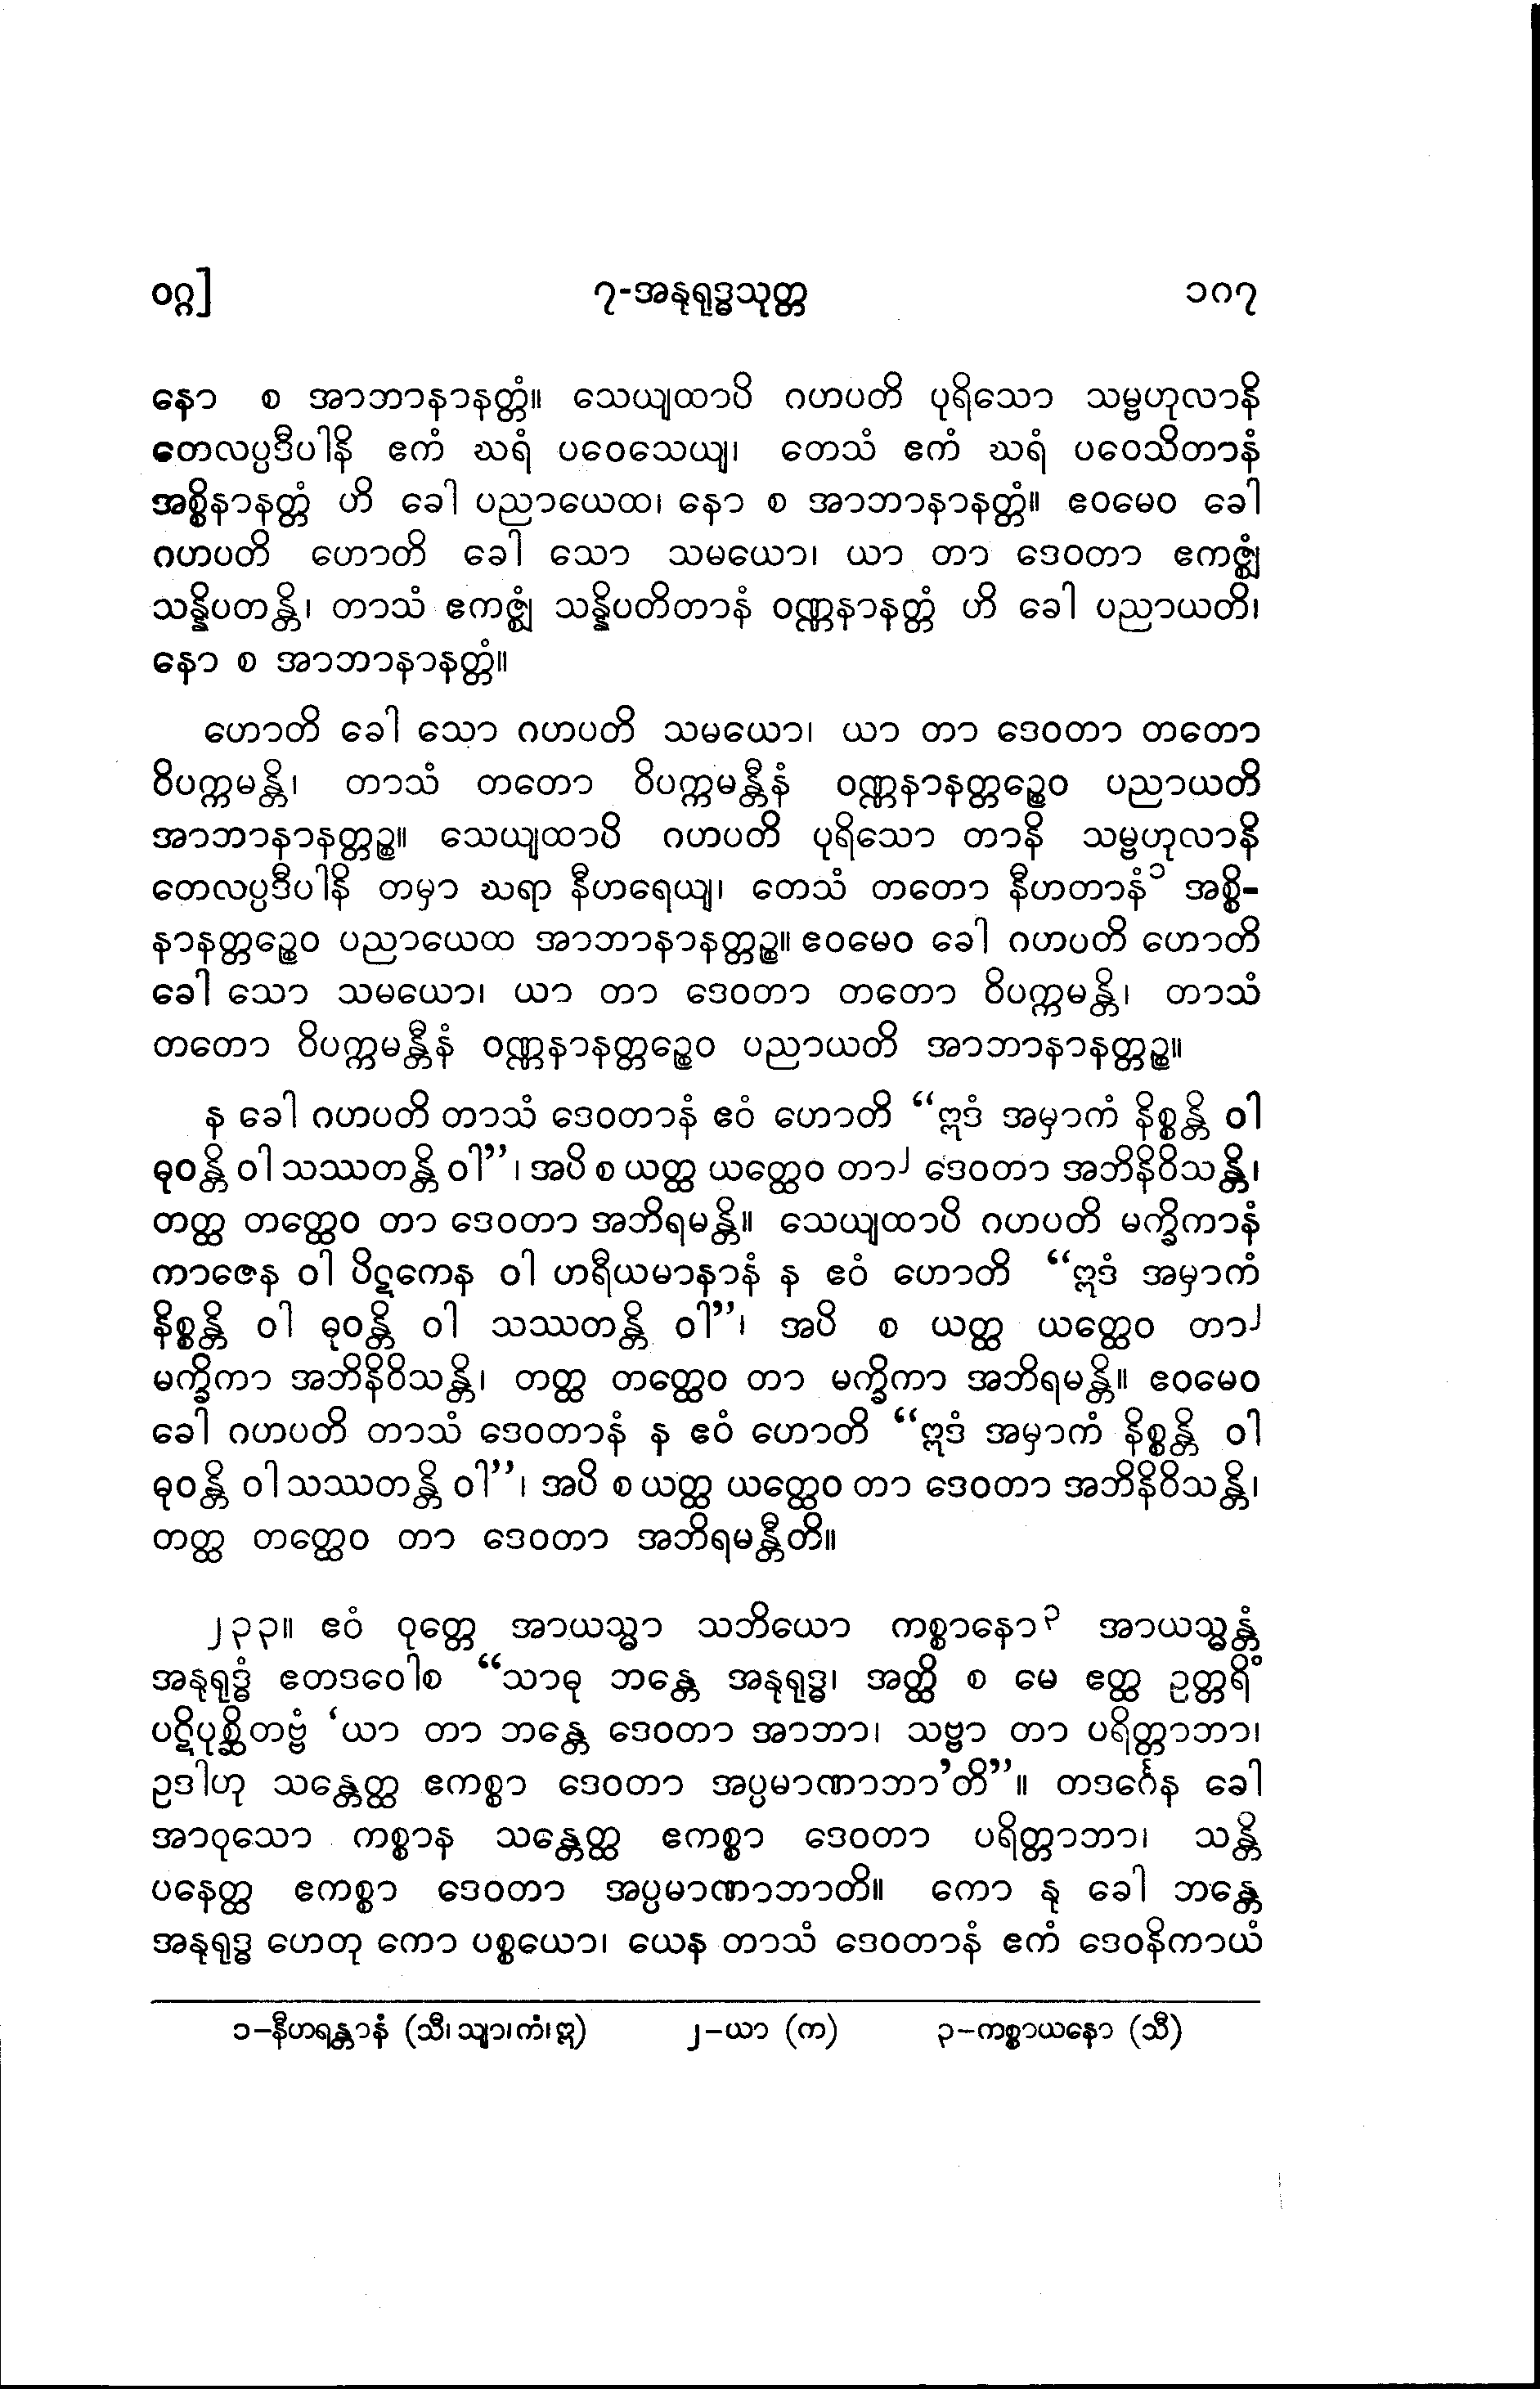 ဝဂ္ဂ]
၇-အနုရုဒ္ဓသုတ္တ
၁ဂ၇
နော စ အာဘာနာနတ္တံ။ သေယျထာပိ ဂဟပတိ ပုရိသော သမ္ဗဟုလာနိ
တေလပ္ပဒီပါနိ ဧကံ ဃရံ ပဝေသေယျ၊ တေသံ ဧကံ ဃရံ ပဝေသိတာနံ
အစ္စိနာနတ္တံ ဟိ ခေါ ပညာယေထ၊ နော စ အာဘာနာနတ္တံ။ ဧဝမေဝ ခေါ
ဂဟပတိ ဟောတိ ခေါ သော သမယော၊ ယာ တာ ဒေဝတာ ဧကဇ္ဈံ
သန္နိပတန္တိ၊ တာသံ ဧကဇ္ဈံ သန္နိပတိတာနံ ဝဏ္ဏနာနတ္တံ ဟိ ခေါ ပညာယတိ၊
နော စ အာဘာနာနတ္တံ။
ဟောတိ ခေါ သော ဂဟပတိ သမယော၊ ယာ တာ ဒေဝတာ တတော
ဝိပက္ကမန္တိ၊ တာသံ တတော ဝိပက္ကမန္တီနံ ဝဏ္ဏနာနတ္တဉ္စေဝ ပညာယတိ
အာဘာနာနတ္တဉ္စ။ သေယျထာပိ ဂဟပတိ ပုရိသော တာနိ သမ္ဗဟုလာနိ
တေလပ္ပဒီပါနိ တမှာ ဃရာ နီဟရေယျ၊ တေသံ တတော နီဟတာနံ၁ အစ္စိ-
နာနတ္တဉ္စေဝ ပညာယေထ အာဘာနာနတ္တဉ္စ။ ဧဝမေဝ ခေါ ဂဟပတိ ဟောတိ
ခေါ သော သမယော၊ ယာ တာ ဒေဝတာ တတော ဝိပက္ကမန္တိ၊ တာသံ
တတော ဝိပက္ကမန္တီနံ ဝဏ္ဏနာနတ္တဉ္စေဝ ပညာယတိ အာဘာနာနတ္တဉ္စ။
န ခေါ ဂဟပတိ တာသံ ဒေဝတာနံ ဧဝံ ဟောတိ “ဣဒံ အမှာကံ နိစ္စန္တိ ဝါ
ဓုဝန္တိ ဝါ သဿတန္တိ ဝါ”၊ အပိ စ ယတ္ထ ယတ္ထေဝ တာ၂ ဒေဝတာ အဘိနိဝိသန္တိ၊
တတ္ထ တတ္ထေဝ တာ ဒေဝတာ အဘိရမန္တိ။ သေယျထာပိ ဂဟပတိ မက္ခိကာနံ
ကာဇေန ဝါ ပိဋကေန ဝါ ဟရီယမာနာနံ န ဧဝံ ဟောတိ “ဣဒံ အမှာကံ
နိစ္စန္တိ ဝါ ဓုဝန္တိ ဝါ သဿတန္တိ ဝါ”၊ အပိ စ ယတ္ထ ယတ္ထေဝ တာ၂
မက္ခိကာ အဘိနိဝိသန္တိ၊ တတ္ထ တတ္ထေဝ တာ မက္ခိကာ အဘိရမန္တိ။ ဧဝမေဝ
ခေါ ဂဟပတိ တာသံ ဒေဝတာနံ န ဧဝံ ဟောတိ “ဣဒံ အမှာကံ နိစ္စန္တိ ဝါ
ဓုဝန္တိ ဝါ သဿတန္တိ ဝါ”၊ အပိ စ ယတ္ထ ယတ္ထေဝ တာ ဒေဝတာ အဘိနိဝိသန္တိ၊
တတ္ထ တတ္ထေဝ တာ ဒေဝတာ အဘိရမန္တီတိ။
၂၃၃။ ဧဝံ ဝုတ္တေ အာယသ္မာ သဘိယော ကစ္စာနော၃ အာယသ္မန္တံ
အနုရုဒ္ဓံ ဧတဒဝေါစ “သာဓု ဘန္တေ အနုရုဒ္ဓ၊ အတ္ထိ စ မေ ဧတ္ထ ဥတ္တရိံ
ပဋိပုစ္ဆိတဗ္ဗံ ‘ယာ တာ ဘန္တေ ဒေဝတာ အာဘာ၊ သဗ္ဗာ တာ ပရိတ္တာဘာ၊
ဥဒါဟု သန္တေတ္ထ ဧကစ္စာ ဒေဝတာ အပ္ပမာဏာဘာ’တိ”။ တဒင်္ဂေန ခေါ
အာဝုသော ကစ္စာန သန္တေတ္ထ ဧကစ္စာ ဒေဝတာ ပရိတ္တာဘာ၊ သန္တိ
ပနေတ္ထ ဧကစ္စာ ဒေဝတာ အပ္ပမာဏာဘာတိ။ ကော နု ခေါ ဘန္တေ
အနုရုဒ္ဓ ဟေတု ကော ပစ္စယော၊ ယေန တာသံ ဒေဝတာနံ ဧကံ ဒေဝနိကာယံ
၁–နီဟရန္တာနံ (သီ၊ သျာ၊ ကံ၊ ဣ)
၂–ယာ (က)
၃–ကစ္စာယနော (သီ)